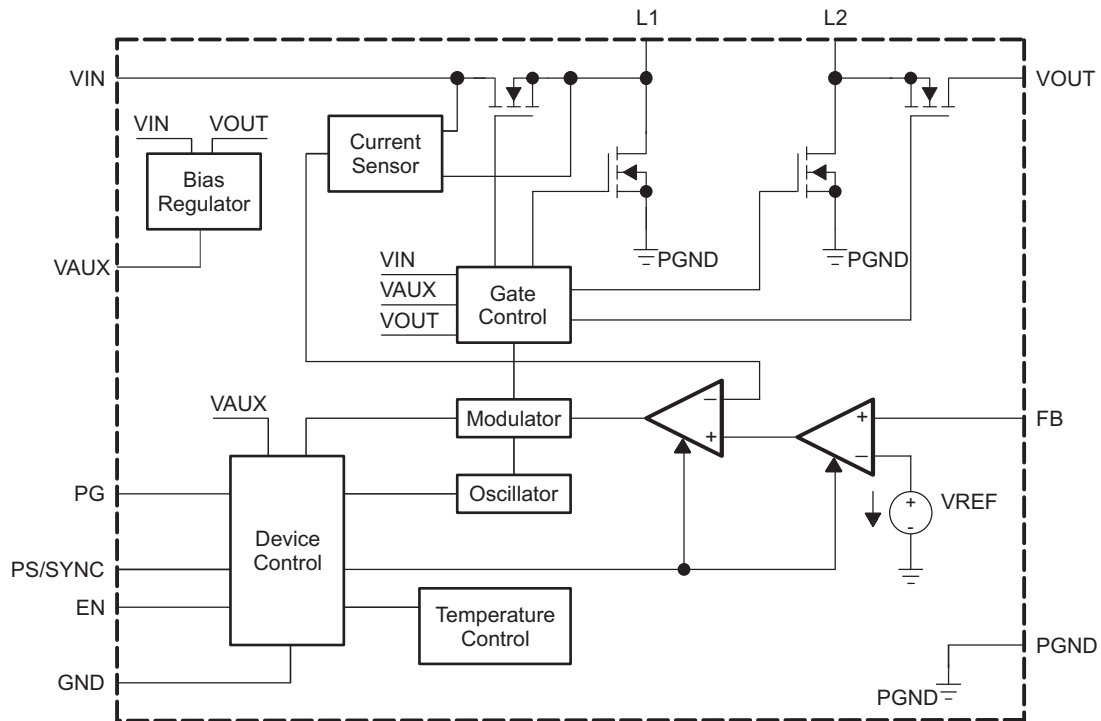 L1
L2
VIN
VOUT
VIN
VOUT
Current
Sensor
Bias
Regulator
VAUX
PGND
PGND
VIN
VAUX
VOUT
Gate
Control
VAUX
Modulator
−
+
+
−
FB
PG
Oscillator
+
-
VREF
Device
Control
PS/SYNC
EN
Temperature
Control
GND
PGND
PGND